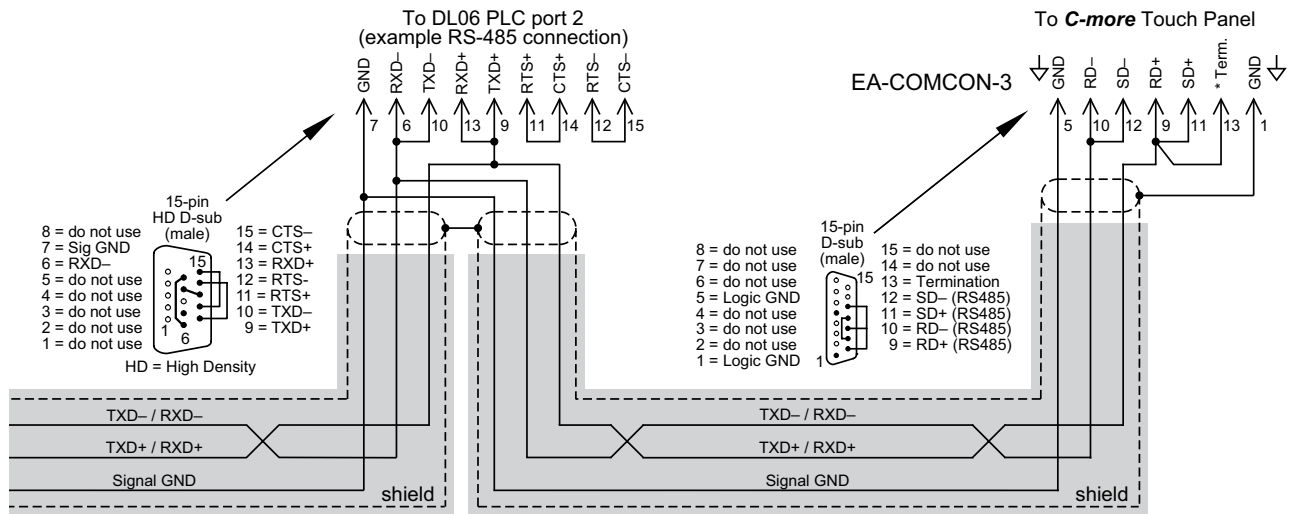 To DL06 PLC port 2
(example RS-485 connection)
GND
RXD–
TXD–
RXD+
TXD+
RTS+
CTS+
RTS–
CTS–
7
6
10
13
9
11
14
12
15
To C-more Touch Panel
EA-COMCON-3
GND
RD–
SD–
RD+
SD+
* Term.
GND
5
10
12
9
11
13
1
15-pin
HD D-sub
(male)
8 = do not use
7 = Sig GND
6 = RXD–
5 = do not use
4 = do not use
3 = do not use
2 = do not use
1 = do not use
15
1
6
15 = CTS–
14 = CTS+
13 = RXD+
12 = RTS-
11 = RTS+
10 = TXD–
9 = TXD+
HD = High Density
15-pin
D-sub
(male)
8 = do not use
7 = do not use
6 = do not use
5 = Logic GND
4 = do not use
3 = do not use
2 = do not use
1 = Logic GND
15
1
15 = do not use
14 = do not use
13 = Termination
12 = SD– (RS485)
11 = SD+ (RS485)
10 = RD– (RS485)
9 = RD+ (RS485)
TXD– / RXD–
TXD+ / RXD+
Signal GND
shield
TXD– / RXD–
TXD+ / RXD+
Signal GND
shield